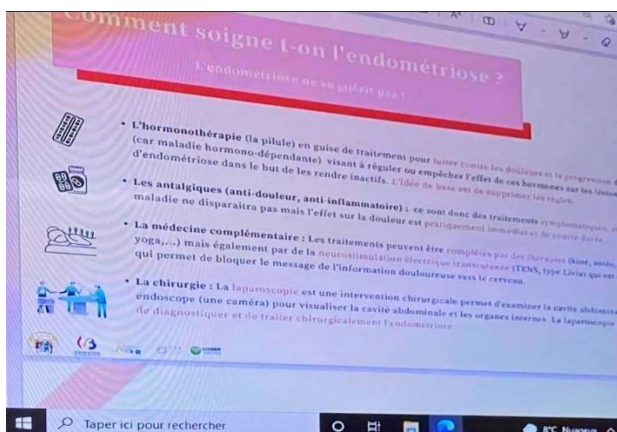 Comment soigne t-on l'endométriose ?
L'endométriose ne se guérit pas !
• L'hormonothérapie (la pilule) en guise de traitement pour lutter contre les douleurs et la progression
(car maladie hormono-dépendante) visant à réguler ou empêcher l'effet de ces hormones sur les
d'endométriose dans le but de les rendre inactifs. L'idée de base est de supprimer les règles.
• Les antalgiques (anti-douleur, anti-inflammatoire) : ce sont donc des traitements symptomatiques,
maladie ne disparaitra pas mais l'effet sur la douleur est pratiquement immédiat et de courte durée.
• La médecine complémentaire : Les traitements peuvent être complétés par des thérapies (kiné,
yoga,...) mais également par de la neurostimulation électrique transcutanée (TENS, type Livia) qui est
qui permet de bloquer le message de l'information douloureuse vers le cerveau.
• La chirurgie : La laparoscopie est une intervention chirurgicale permet d'examiner la cavité
endoscope (une caméra) pour visualiser la cavité abdominale et les organes internes. La laparoscopie
de diagnostiquer et de traiter chirurgicalement l'endométriose.
Taper ici pour rechercher
8°C Nuageux